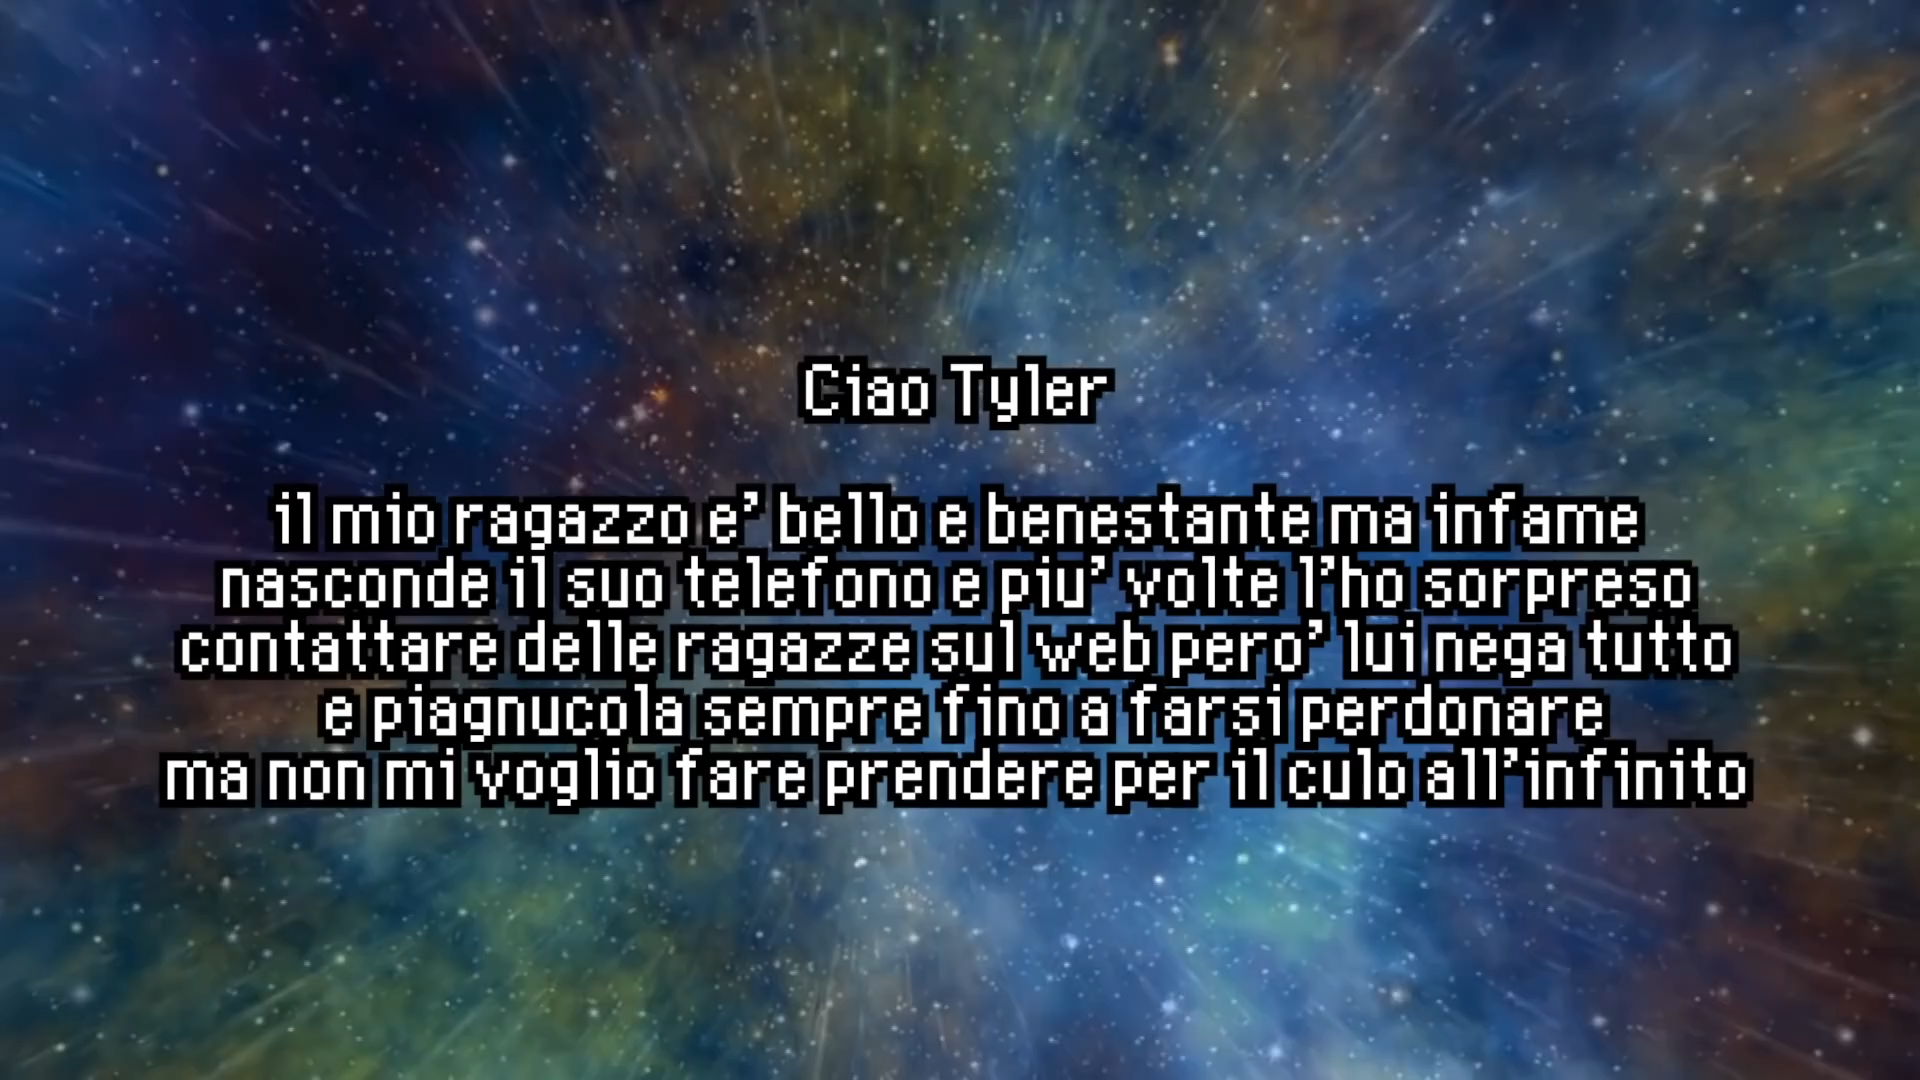 Ciao Tyler
il mio ragazzo e' bello e benestante ma infame
nasconde il suo telefono e piu' volte l'ho sorpreso
contattare delle ragazze sul web pero' lui nega tutto
e piagnucola sempre fino a farsi perdonare
ma non mi voglio fare prendere per il culo all'infinito